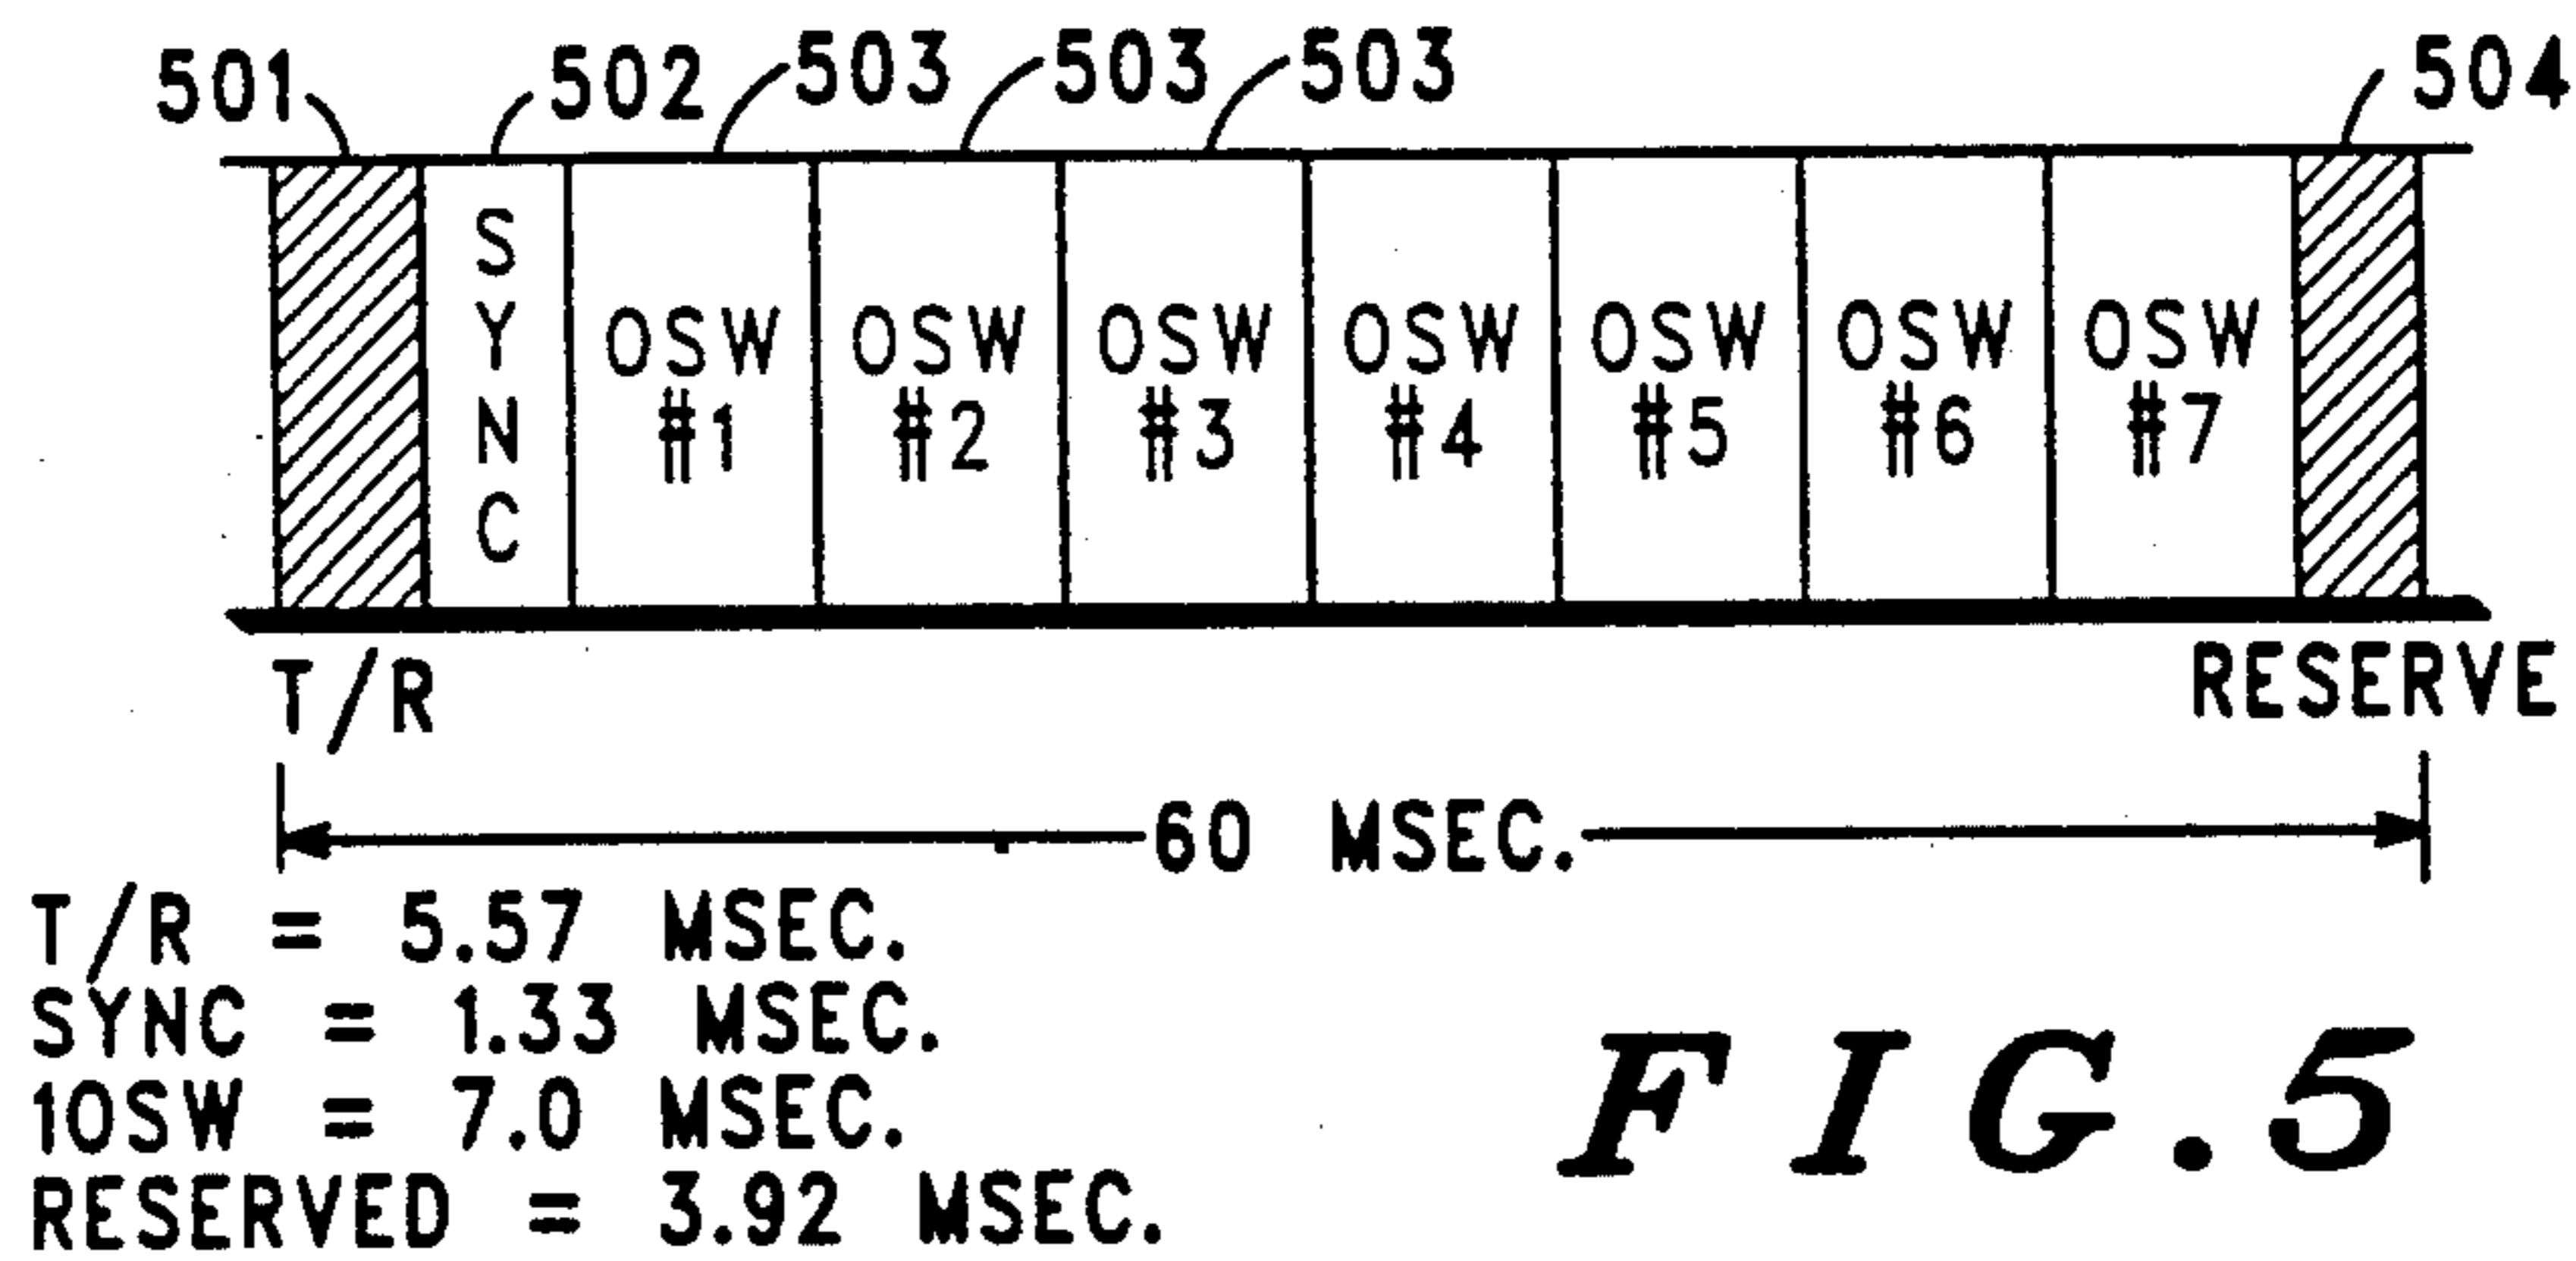 501 502 503 503 503 504
SYNC
OSW #1
OSW #2
OSW #3
OSW #4
OSW #5
OSW #6
OSW #7
T/R RESERVE
60 MSEC.
T/R = 5.57 MSEC.
SYNC = 1.33 MSEC.
1OSW = 7.0 MSEC.
RESERVED = 3.92 MSEC.
FIG.5